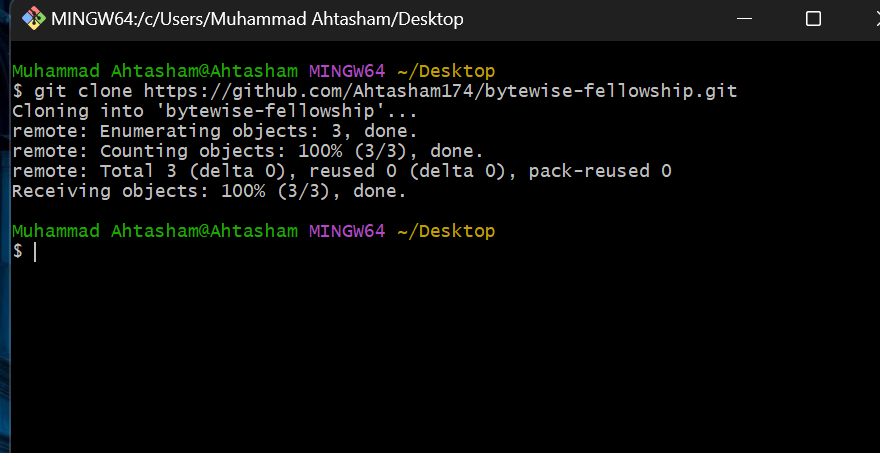 MINGW64:/c/Users/Muhammad Ahtasham/Desktop
Muhammad Ahtasham@Ahtasham MINGW64 ~/Desktop
$ git clone https://github.com/Ahtasham174/bytewise-fellowship.git
Cloning into 'bytewise-fellowship'...
remote: Enumerating objects: 3, done.
remote: Counting objects: 100% (3/3), done.
remote: Total 3 (delta 0), reused 0 (delta 0), pack-reused 0
Receiving objects: 100% (3/3), done.
Muhammad Ahtasham@Ahtasham MINGW64 ~/Desktop
$